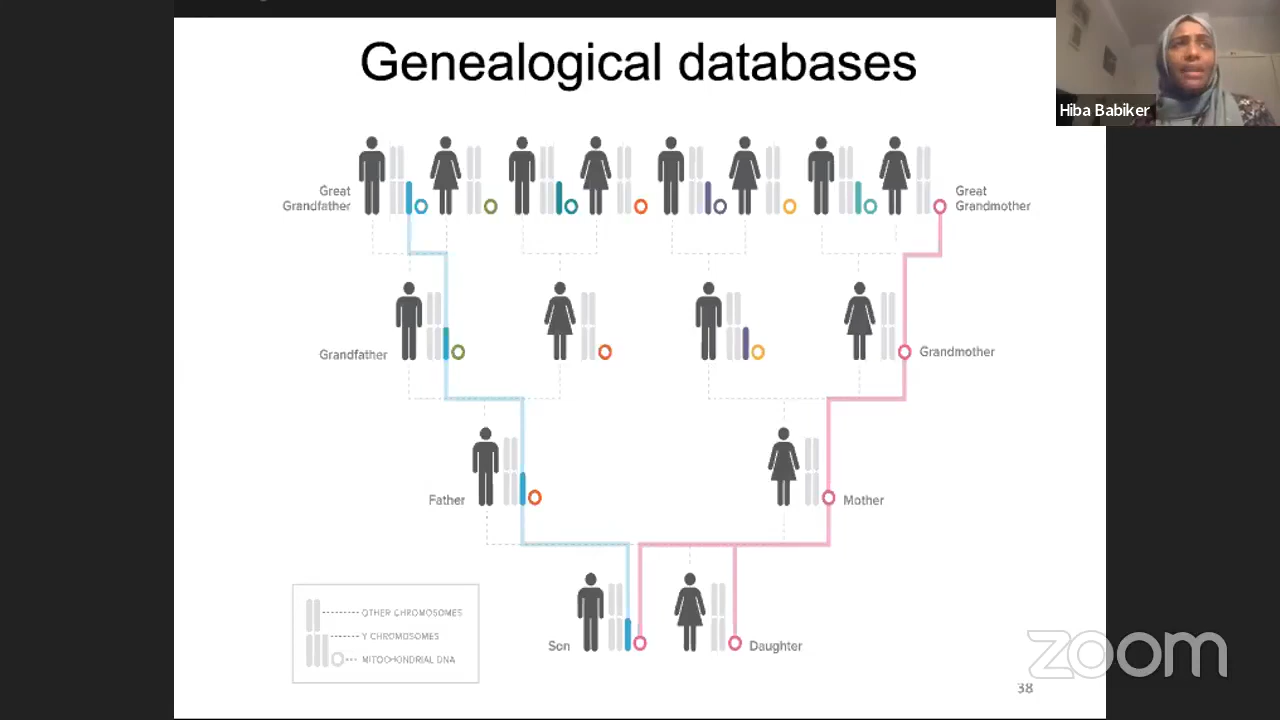 Genealogical databases
Hiba Babiker
Great
Grandfather
Great
Grandmother
Grandfather
Grandmother
Father
Mother
Son
Daughter
OTHER CHROMOSOMES
Y CHROMOSOMES
MITOCHONDRIAL DNA
zoom
38